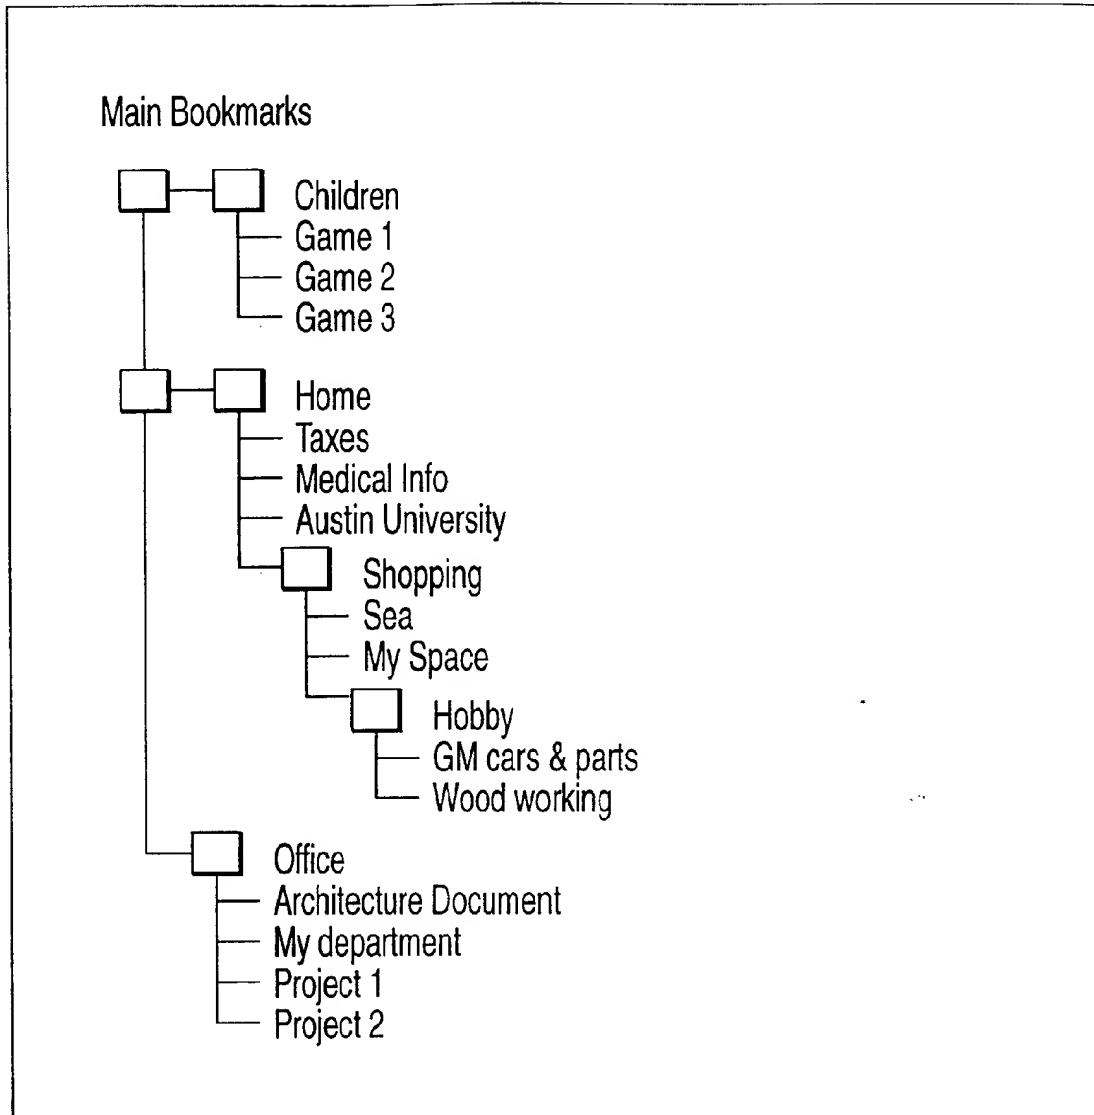 Main Bookmarks
Children
Game 1
Game 2
Game 3
Home
Taxes
Medical Info
Austin University
Shopping
Sea
My Space
Hobby
GM cars & parts
Wood working
Office
Architecture Document
My department
Project 1
Project 2